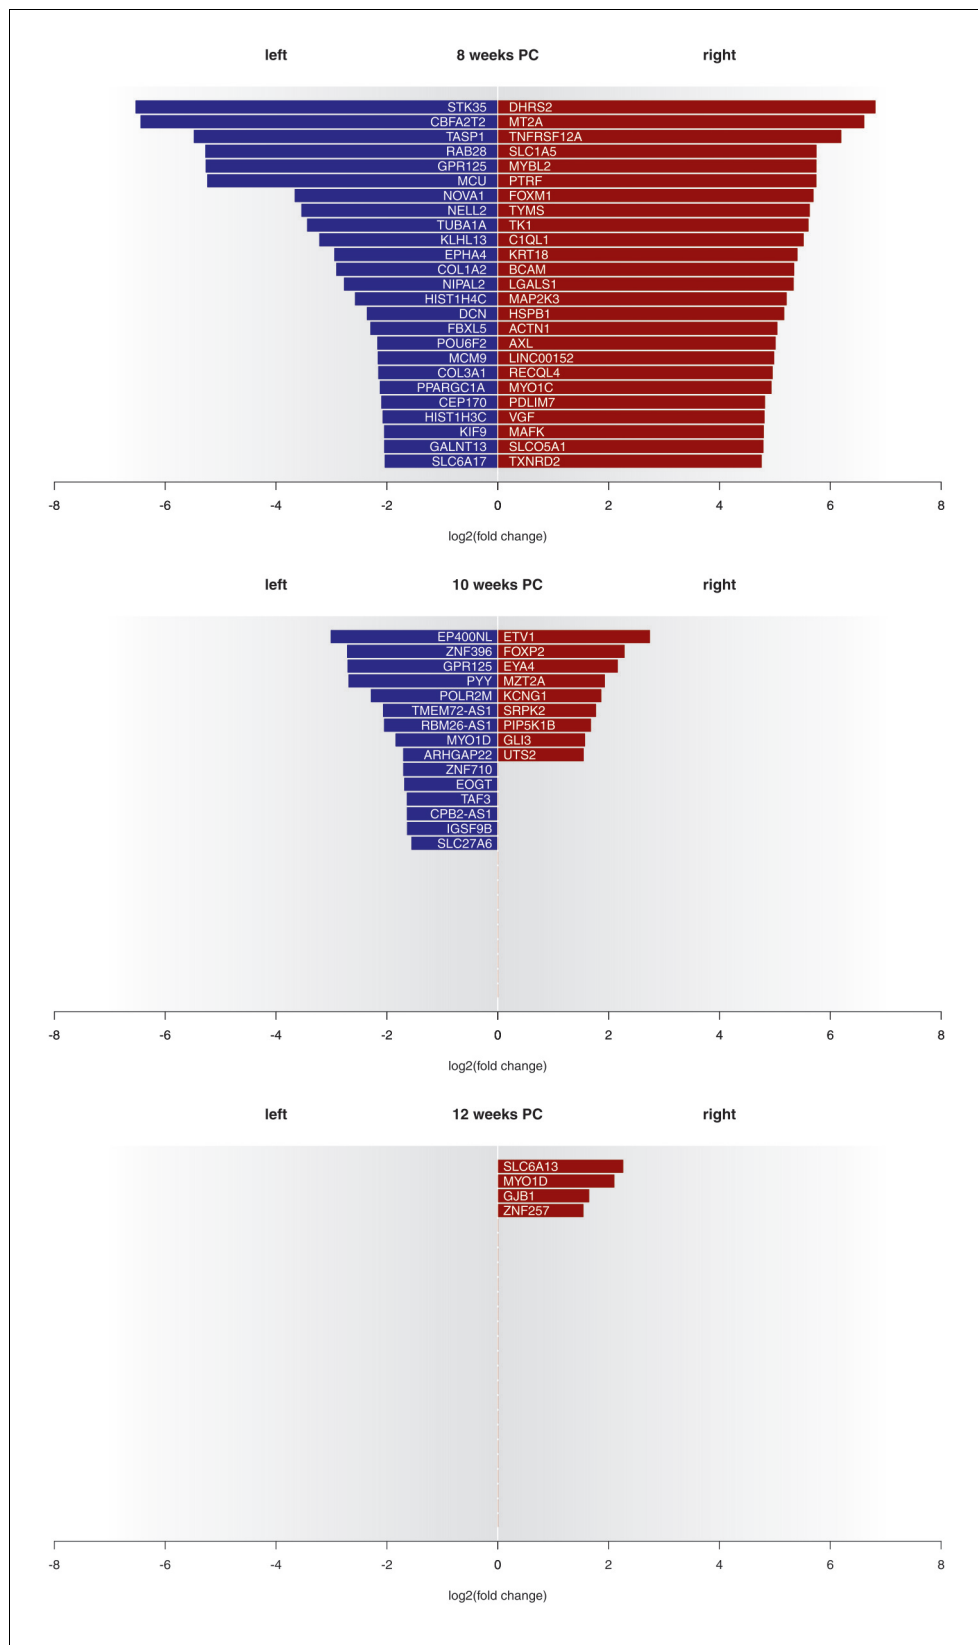 left 8 weeks PC right
STK35 DHRS2
CBFA2T2 MT2A
TASP1 TNFRSF12A
RAB28 SLC1A5
GPR125 MYBL2
MCU PTRF
NOVA1 FOXM1
NELL2 TYMS
TUBA1A TK1
KLHL13 C1QL1
EPHA4 KRT18
COL1A2 BCAM
NIPAL2 LGALS1
HIST1H4C MAP2K3
DCN HSPB1
FBXL5 ACTN1
POU6F2 AXL
MCM9 LINC00152
COL3A1 RECQL4
PPARGC1A MYO1C
CEP170 PDLIM7
HIST1H3C VGF
KIF9 MAFK
GALNT13 SLCO5A1
SLC6A17 TXNRD2
-8 -6 -4 -2 0 2 4 6 8
log2(fold change)
left 10 weeks PC right
EP400NL ETV1
ZNF396 FOXP2
GPR125 EYA4
PYY MZT2A
POLR2M KCNG1
TMEM72-AS1 SRPK2
RBM26-AS1 PIP5K1B
MYO1D GLI3
ARHGAP22 UTS2
ZNF710
EOGT
TAF3
CPB2-AS1
IGSF9B
SLC27A6
-8 -6 -4 -2 0 2 4 6 8
log2(fold change)
left 12 weeks PC right
SLC6A13
MYO1D
GJB1
ZNF257
-8 -6 -4 -2 0 2 4 6 8
log2(fold change)